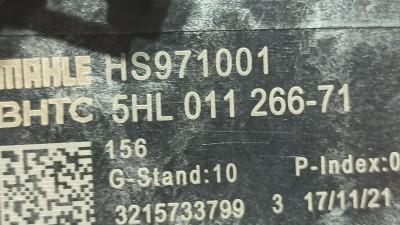 MAHLE HS971001
BHTC 5HL 011 266-71
156
G-Stand:10 P-Index:0
3215733799 3 17/11/21